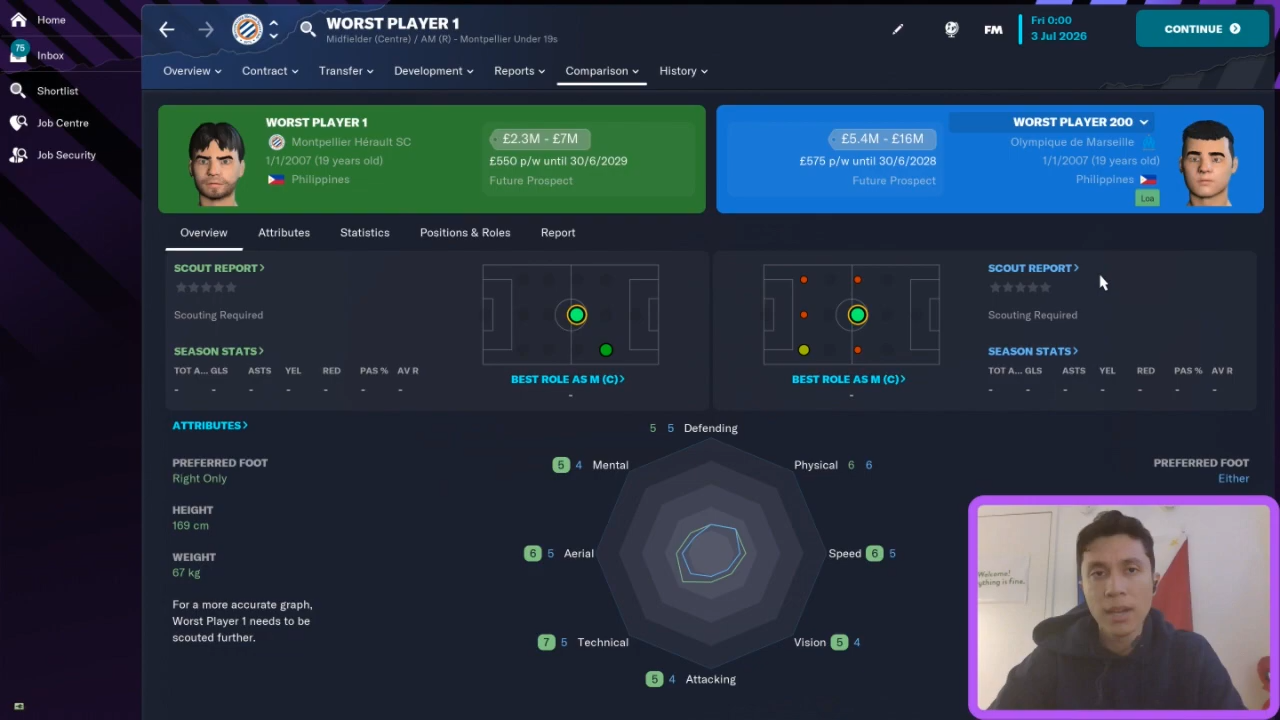 Home
WORST PLAYER 1
Midfielder (Centre) / AM (R) - Montpellier Under 19s
FM
Fri 0:00
3 Jul 2026
CONTINUE
75
Inbox
Overview
Contract
Transfer
Development
Reports
Comparison
History
Shortlist
Job Centre
Job Security
WORST PLAYER 1
Montpellier Hérault SC
1/1/2007 (19 years old)
Philippines
£2.3M - £7M
£550 p/w until 30/6/2029
Future Prospect
£5.4M - £16M
£575 p/w until 30/6/2028
Future Prospect
WORST PLAYER 200
Olympique de Marseille
1/1/2007 (19 years old)
Philippines
Loa
Overview
Attributes
Statistics
Positions & Roles
Report
SCOUT REPORT>
Scouting Required
SEASON STATS>
TOT A... GLS ASTS YEL RED PAS % AV R
- - - - - - -
BEST ROLE AS M (C)>
-
BEST ROLE AS M (C)>
-
SCOUT REPORT>
Scouting Required
SEASON STATS>
TOT A... GLS ASTS YEL RED PAS % AV R
- - - - - - -
ATTRIBUTES>
PREFERRED FOOT
Right Only
HEIGHT
169 cm
WEIGHT
67 kg
For a more accurate graph,
Worst Player 1 needs to be
scouted further.
5 5 Defending
5 4 Mental
Physical 6 6
6 5 Aerial
Speed 6 5
7 5 Technical
Vision 5 4
5 4 Attacking
PREFERRED FOOT
Either
Welcome!
ything is fine.